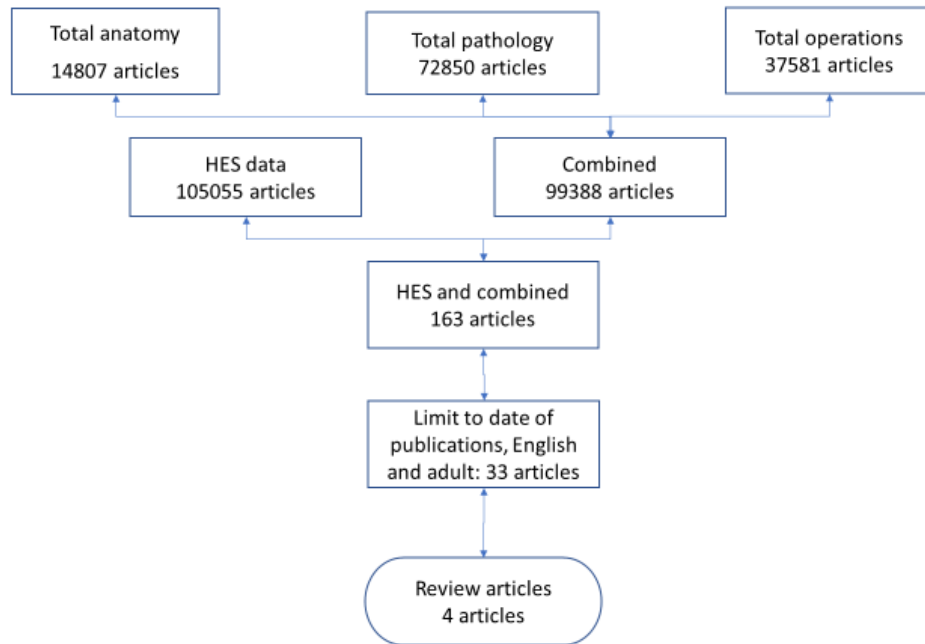 Total anatomy
14807 articles
Total pathology
72850 articles
Total operations
37581 articles
HES data
105055 articles
Combined
99388 articles
HES and combined
163 articles
Limit to date of
publications, English
and adult: 33 articles
Review articles
4 articles